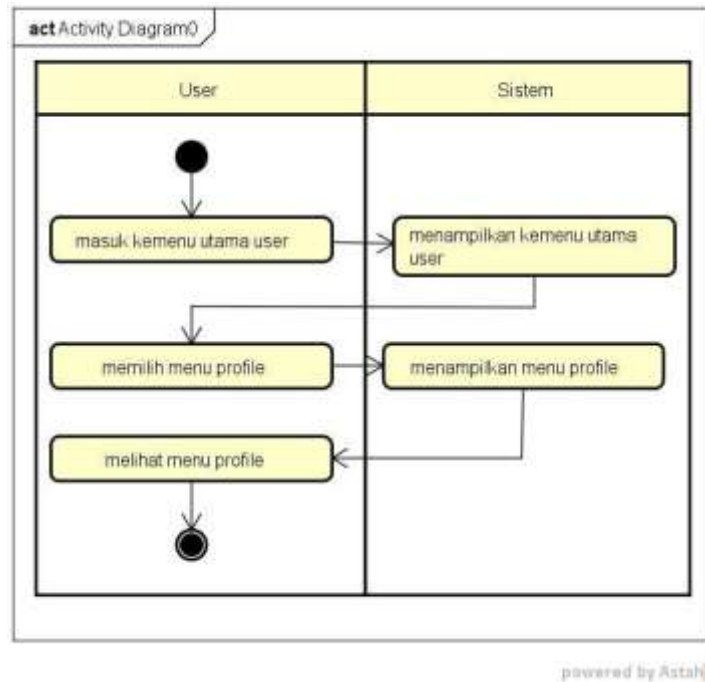 act Activity Diagram0
User
Sistem
masuk kemenu utama user
menampilkan kemenu utama
user
memilih menu profile
menampilkan menu profile
melihat menu profile
powered by Astah